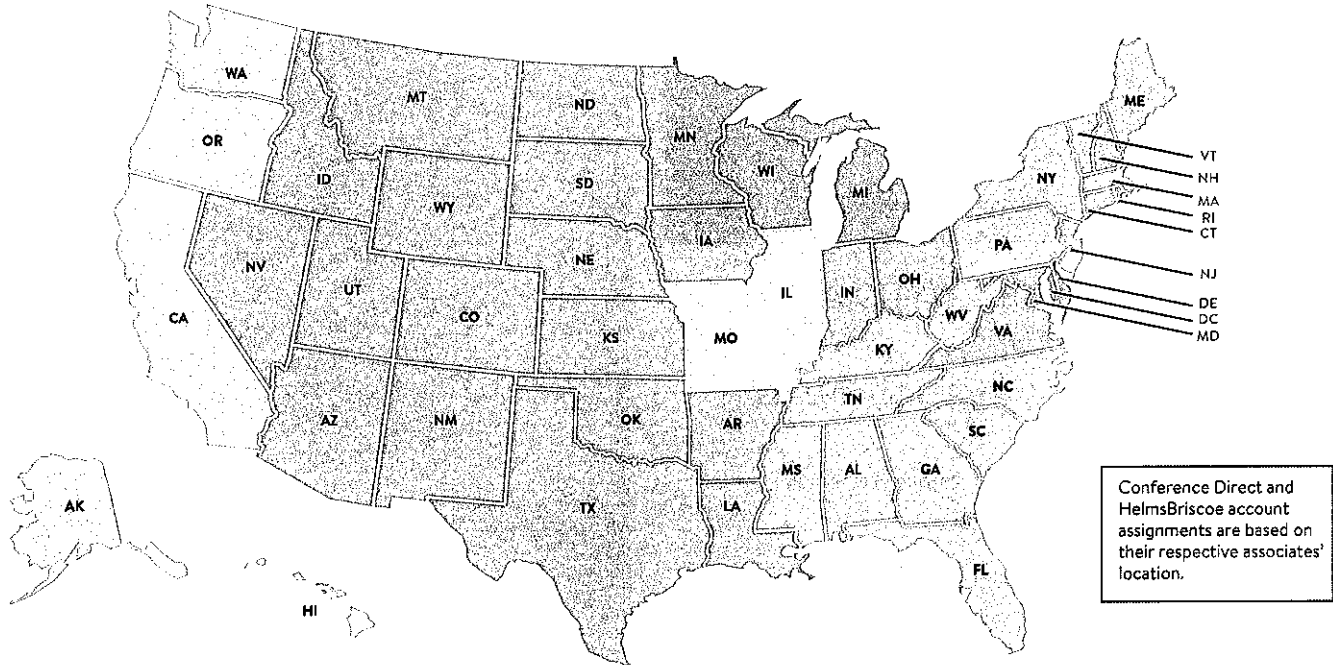 WA
MT
ND
MN
ME
OR
ID
SD
WI
MI
NY
VT
NH
MA
RI
CT
WY
IA
PA
NJ
NV
UT
NE
IL
IN
OH
DE
DC
MD
CA
CO
KS
MO
WV
VA
KY
AZ
NM
OK
AR
TN
NC
SC
MS
AL
GA
AK
TX
LA
FL
HI
Conference Direct and
HelmsBriscoe account
assignments are based on
their respective associates'
location.